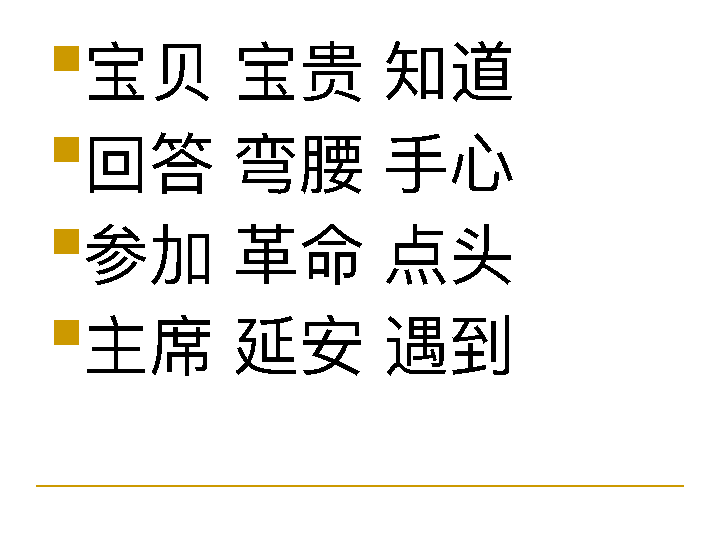 宝贝 宝贵 知道
回答 弯腰 手心
参加 革命 点头
主席 延安 遇到